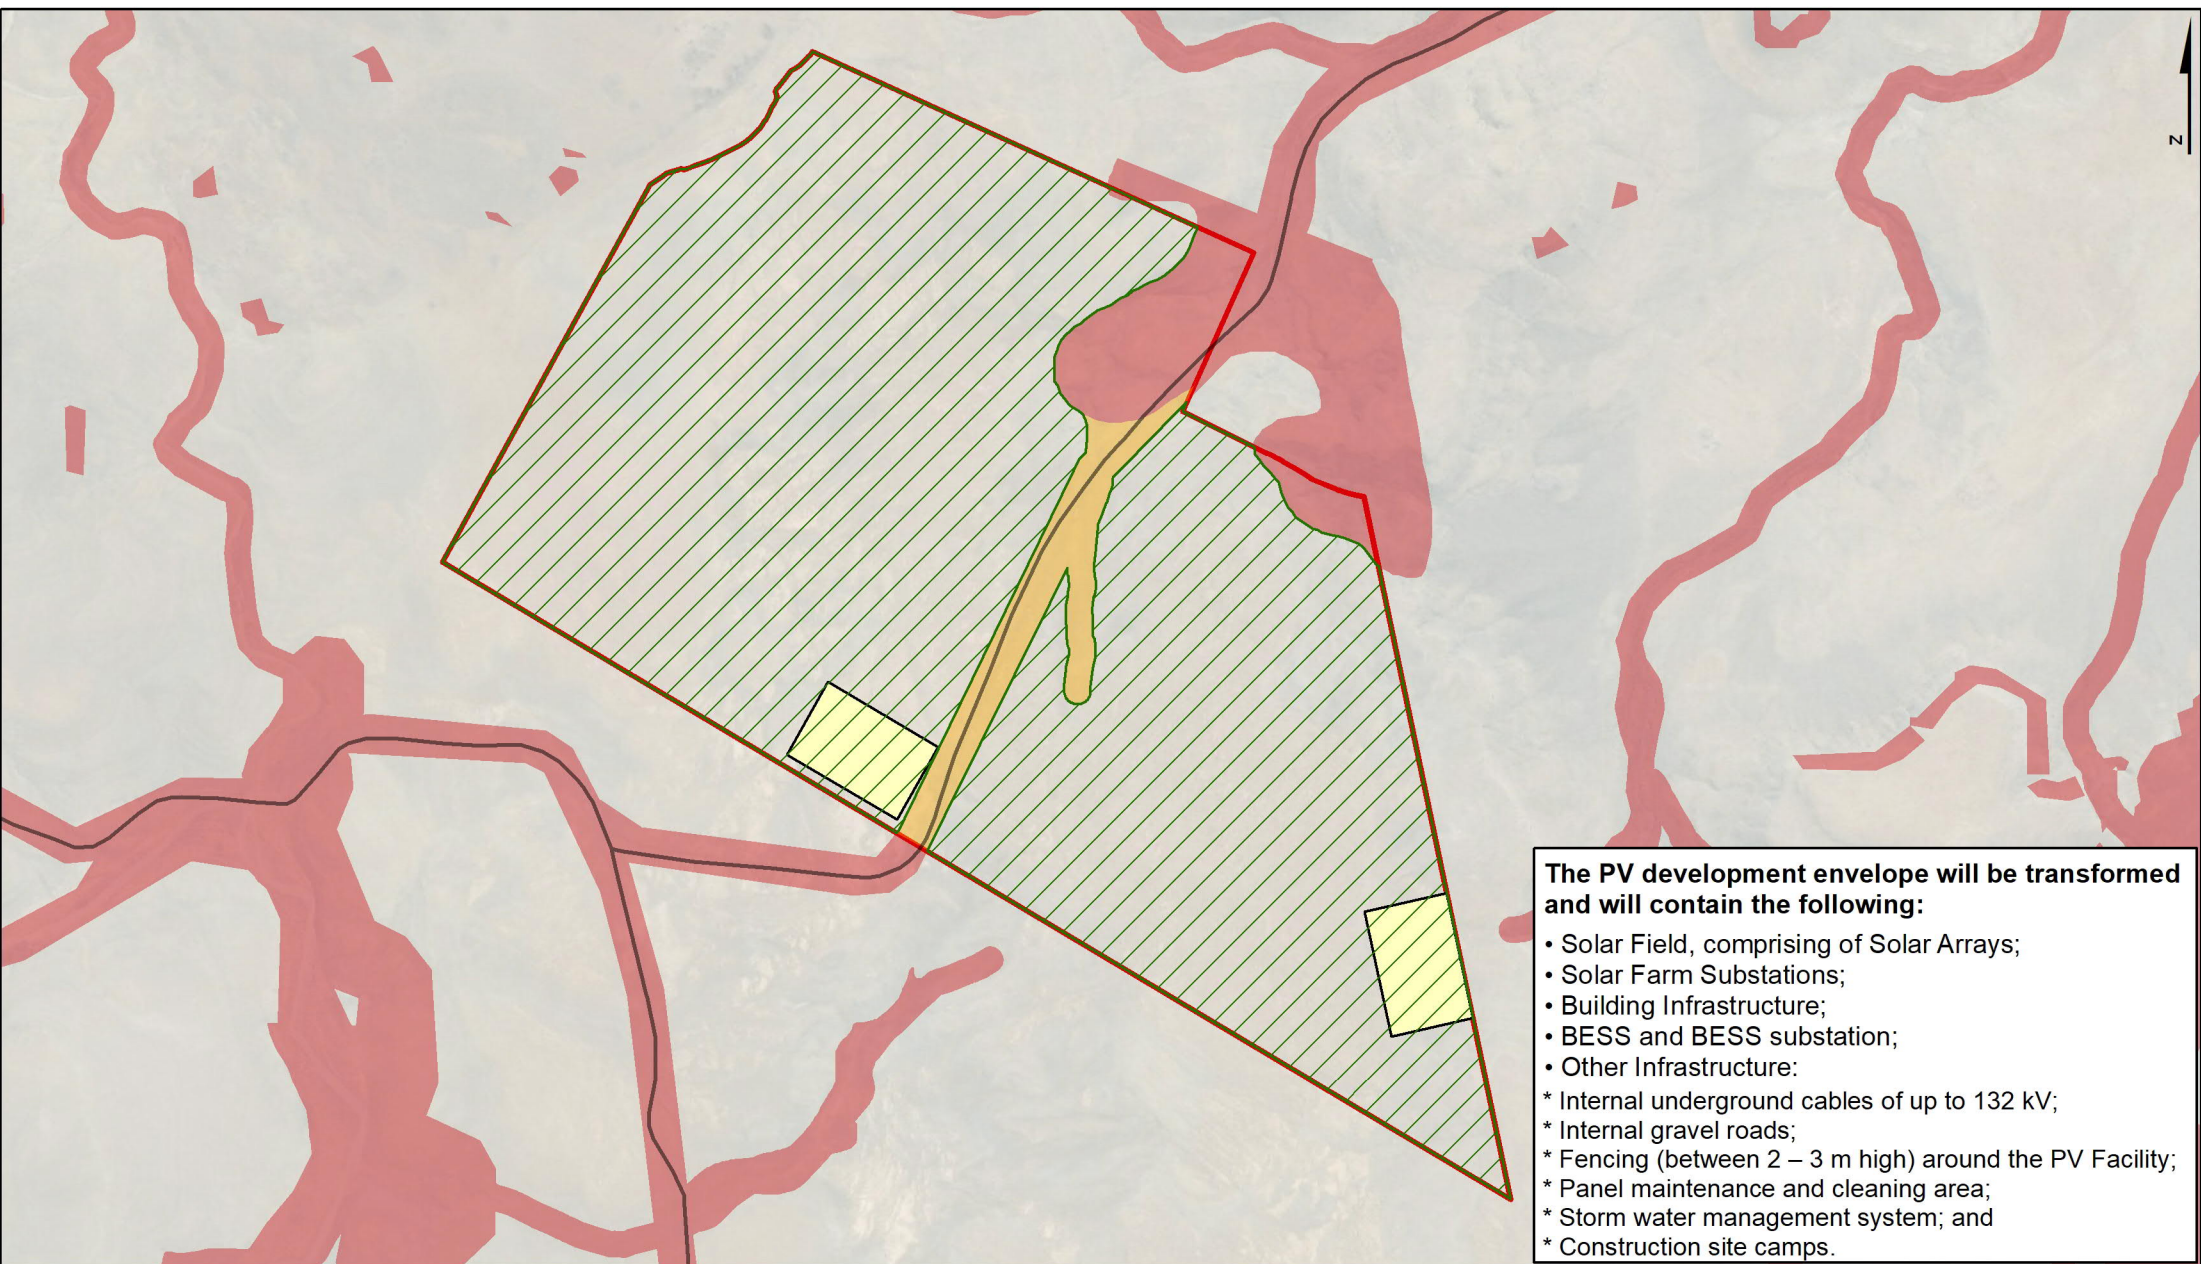 Z
The PV development envelope will be transformed
and will contain the following:
• Solar Field, comprising of Solar Arrays;
• Solar Farm Substations;
• Building Infrastructure;
• BESS and BESS substation;
• Other Infrastructure:
* Internal underground cables of up to 132 kV;
* Internal gravel roads;
* Fencing (between 2 – 3 m high) around the PV Facility;
* Panel maintenance and cleaning area;
* Storm water management system; and
* Construction site camps.